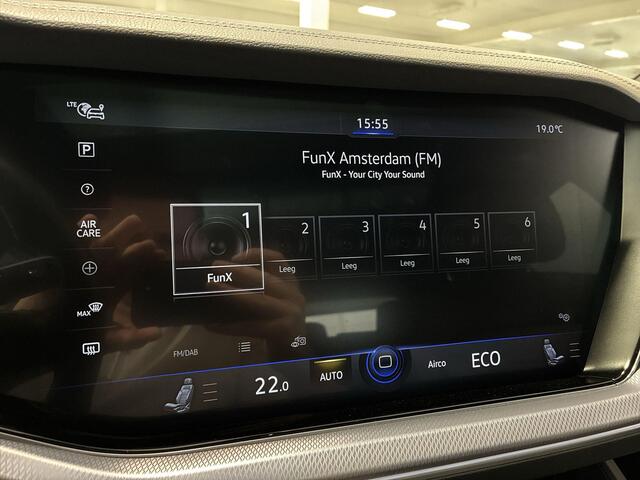 LTE
15:55
19.0°C
P
FunX Amsterdam (FM)
FunX - Your City Your Sound
?
AIR
CARE
1
2
3
4
5
6
FunX
Leeg
Leeg
Leeg
Leeg
Leeg
MAX
FM/DAB
22.0
AUTO
Airco
ECO